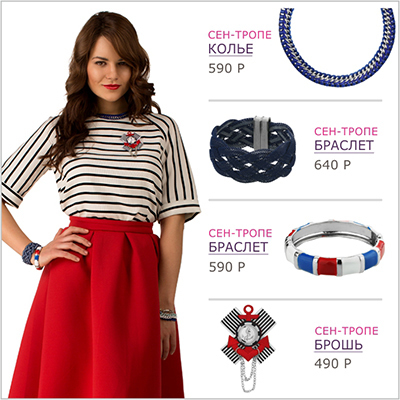 СЕН-ТРОПЕ
КОЛЬЕ
590 Р
СЕН-ТРОПЕ
БРАСЛЕТ
640 Р
СЕН-ТРОПЕ
БРАСЛЕТ
590 Р
СЕН-ТРОПЕ
БРОШЬ
490 Р